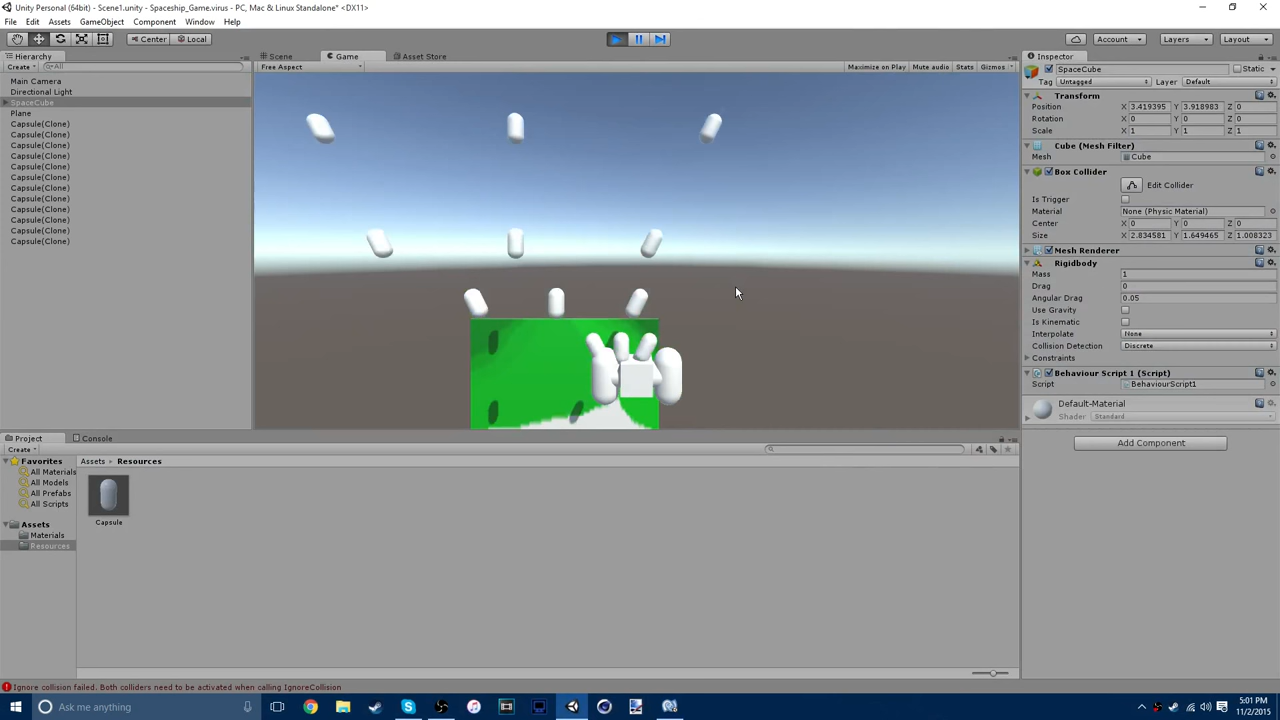 Unity Personal (64bit) - Scene1.unity - Spaceship_Game.virus - PC, Mac & Linux Standalone* <DX11>
File Edit Assets GameObject Component Window Help
Center Local Account Layers Layout
Hierarchy Scene Game Asset Store Inspector
Create All Free Aspect Maximize on Play Mute audio Stats Gizmos SpaceCube Static
Tag Untagged Layer Default
Main Camera
Directional Light
SpaceCube
Plane
Capsule(Clone)
Capsule(Clone)
Capsule(Clone)
Capsule(Clone)
Capsule(Clone)
Capsule(Clone)
Capsule(Clone)
Capsule(Clone)
Capsule(Clone)
Capsule(Clone)
Capsule(Clone)
Capsule(Clone)
Transform
Position X 3.419395 Y 3.918983 Z 0
Rotation X 0 Y 0 Z 0
Scale X 1 Y 1 Z 1
Cube (Mesh Filter)
Mesh Cube
Box Collider
Edit Collider
Is Trigger
Material None (Physic Material)
Center X 0 Y 0 Z 0
Size X 2.834581 Y 1.649465 Z 1.008323
Mesh Renderer
Rigidbody
Mass 1
Drag 0
Angular Drag 0.05
Use Gravity
Is Kinematic
Interpolate None
Collision Detection Discrete
Constraints
Behaviour Script 1 (Script)
Script BehaviourScript1
Default-Material
Shader Standard
Add Component
Project Console
Create
Favorites
All Materials
All Models
All Prefabs
All Scripts
Assets
Materials
Resources
Assets ▸ Resources
Capsule
Ignore collision failed. Both colliders need to be activated when calling IgnoreCollision
Ask me anything
5:01 PM
11/2/2015